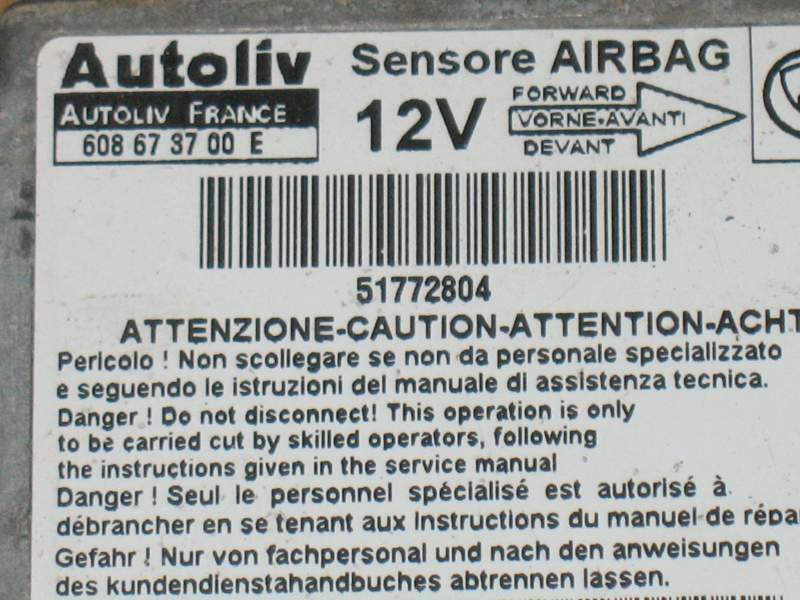 Autoliv Sensore AIRBAG
AUTOLIV FRANCE
608 67 37 00 E
12V
FORWARD
VORNE-AVANTI
DEVANT
51772804
ATTENZIONE-CAUTION-ATTENTION-ACHT
Pericolo ! Non scollegare se non da personale specializzato
e seguendo le istruzioni del manuale di assistenza tecnica.
Danger ! Do not disconnect! This operation is only
to be carried cut by skilled operators, following
the instructions given in the service manual
Danger ! Seul le personnel spécialisé est autorisé à
débrancher en se tenant aux Instructions du manuel de répa
Gefahr ! Nur von fachpersonal und nach den anweisungen
des kundendienstahandbuches abtrennen lassen.